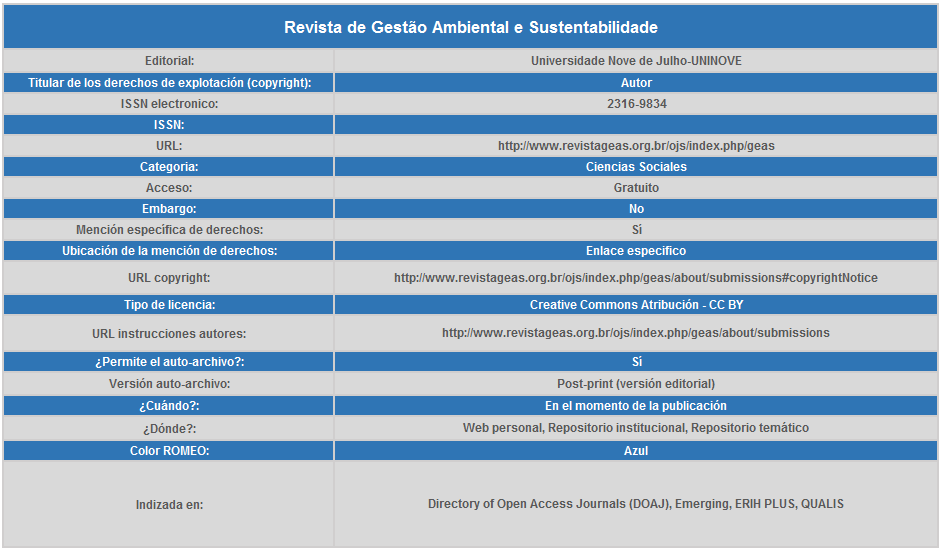 Revista de Gestão Ambiental e Sustentabilidade
Editorial: Universidade Nove de Julho-UNINOVE
Titular de los derechos de explotación (copyright): Autor
ISSN electronico: 2316-9834
ISSN:
URL: http://www.revistageas.org.br/ojs/index.php/geas
Categoria: Ciencias Sociales
Acceso: Gratuito
Embargo: No
Mención específica de derechos: Sí
Ubicación de la mención de derechos: Enlace específico
URL copyright: http://www.revistageas.org.br/ojs/index.php/geas/about/submissions#copyrightNotice
Tipo de licencia: Creative Commons Atribución - CC BY
URL instrucciones autores: http://www.revistageas.org.br/ojs/index.php/geas/about/submissions
¿Permite el auto-archivo?: Sí
Versión auto-archivo: Post-print (versión editorial)
¿Cuándo?: En el momento de la publicación
¿Dónde?: Web personal, Repositorio institucional, Repositorio temático
Color ROMEO: Azul
Indizada en: Directory of Open Access Journals (DOAJ), Emerging, ERIH PLUS, QUALIS